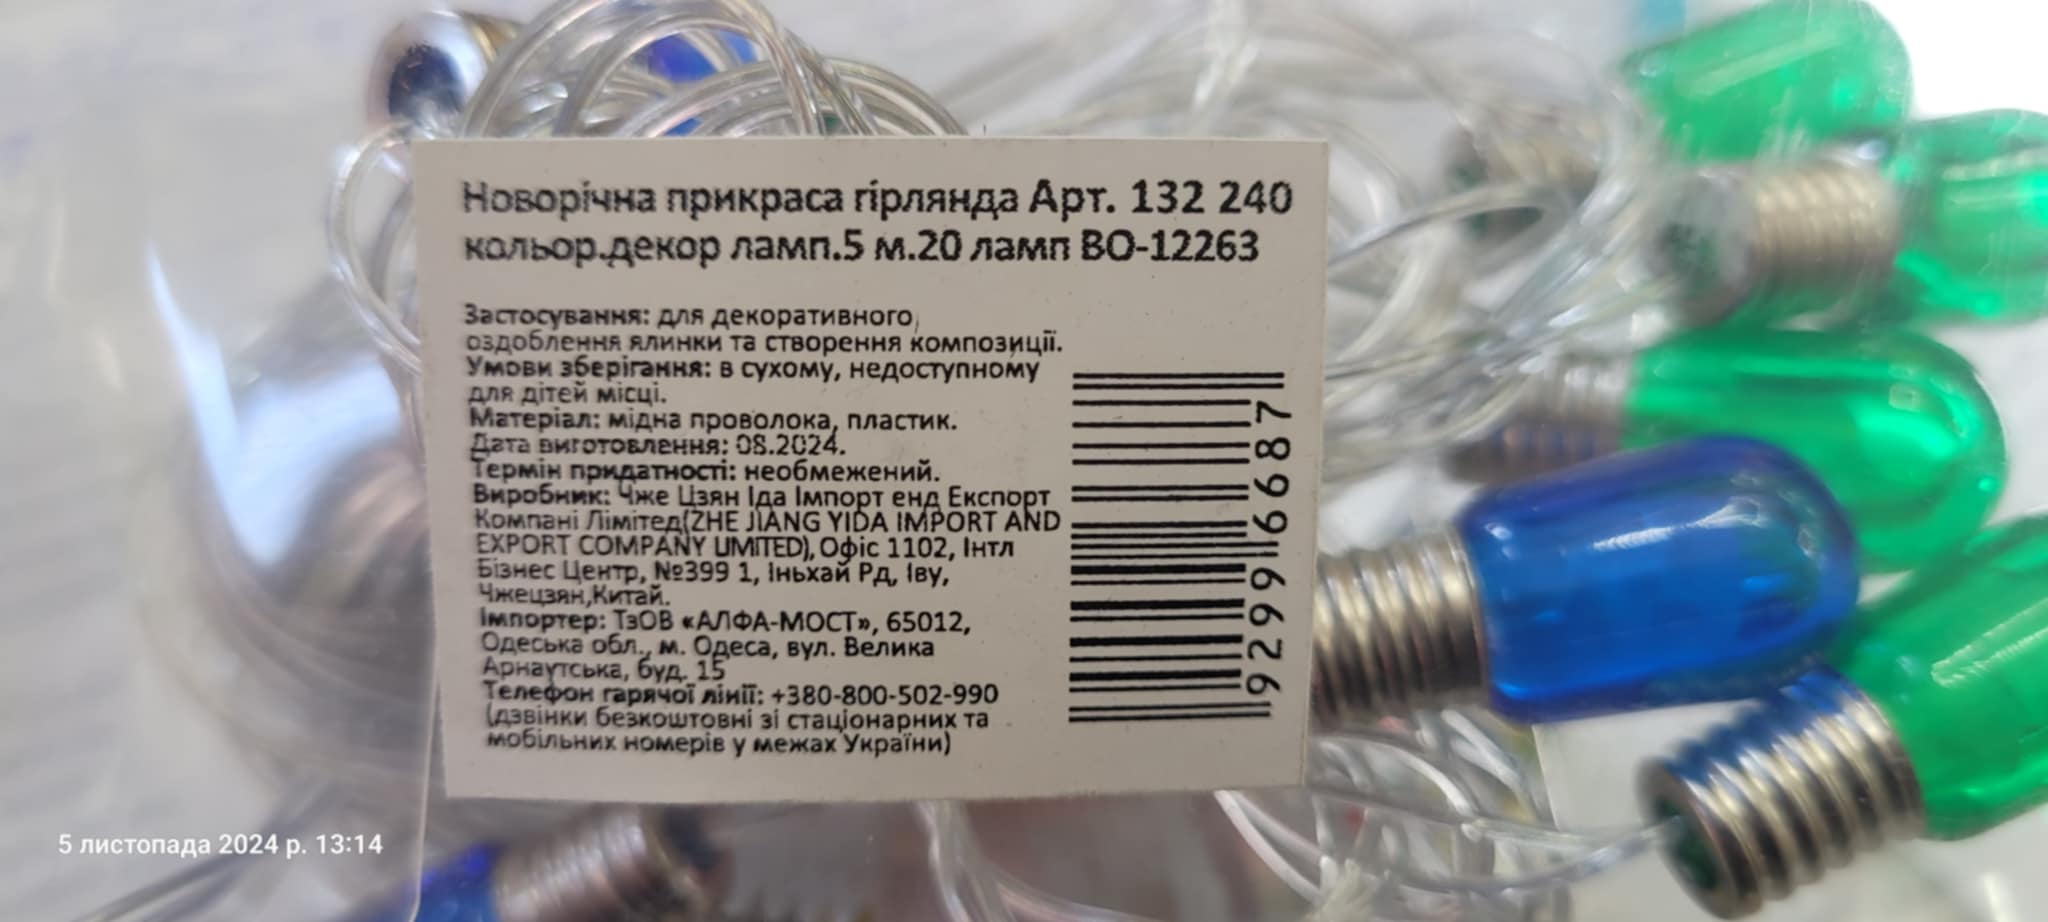 Новорічна прикраса гірлянда Арт. 132 240
кольор.декор ламп.5 м.20 ламп ВО-12263
Застосування: для декоративного
оздоблення ялинки та створення композиції.
Умови зберігання: в сухому, недоступному
для дітей місці.
Матеріал: мідна проволока, пластик.
Дата виготовлення: 08.2024.
Термін придатності: необмежений.
Виробник: Чже Цзян Іда Імпорт енд Експорт
Компані Лімітед(ZHE JIANG YIDA IMPORT AND
EXPORT COMPANY LIMITED), Офіс 1102, Інтл
Бізнес Центр, №399 1, Іньхай Рд, Іву,
Чжецзян,Китай.
Імпортер: ТзОВ «АЛФА-МОСТ», 65012,
Одеська обл., м. Одеса, вул. Велика
Арнаутська, буд. 15
Телефон гарячої лінії: +380-800-502-990
(дзвінки безкоштовні зі стаціонарних та
мобільних номерів у межах України)
92996687
5 листопада 2024 р. 13:14